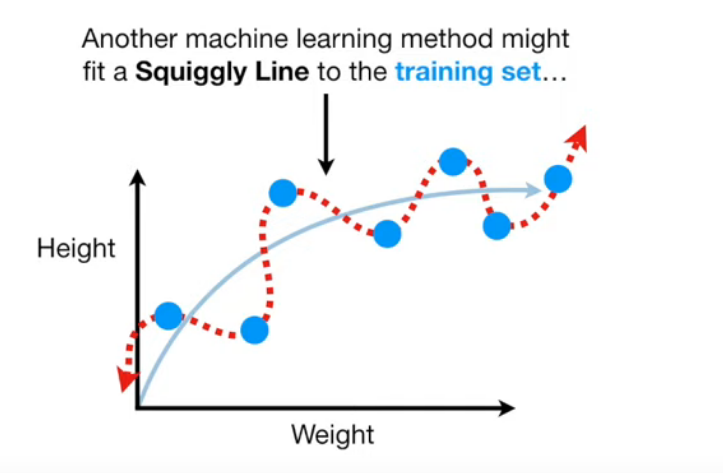 Another machine learning method might
fit a Squiggly Line to the training set...
Height
Weight